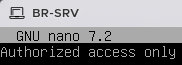 BR-SRV
GNU nano 7.2
Authorized access only